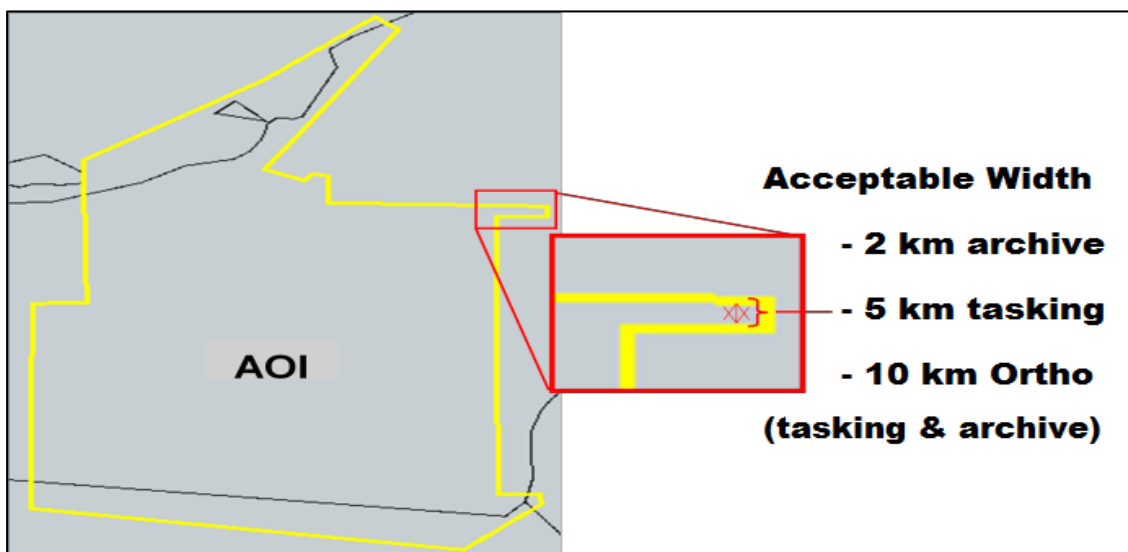 AOI
Acceptable Width
- 2 km archive
- 5 km tasking
- 10 km Ortho
(tasking & archive)